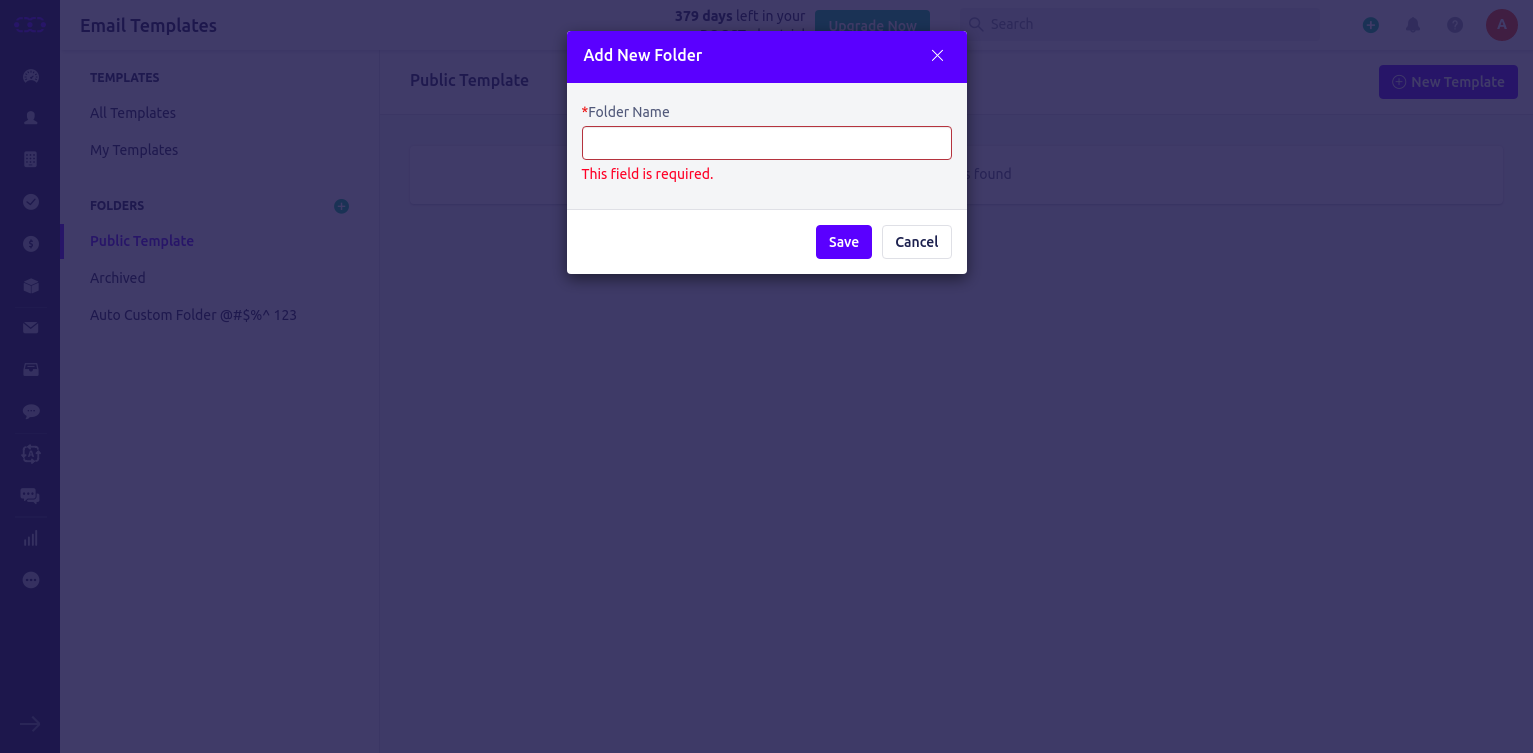 Email Templates
379 days left in your
Upgrade Now
Search
A
TEMPLATES
All Templates
My Templates
FOLDERS
Public Template
Archived
Auto Custom Folder @#$%^ 123
Public Template
New Template
found
Add New Folder
*Folder Name
This field is required.
Save
Cancel